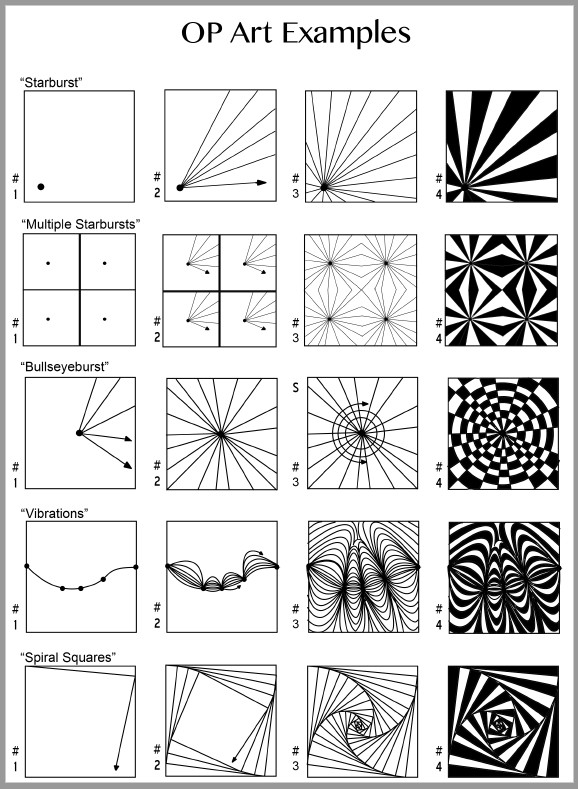 OP Art Examples
“Starburst”
# 1
# 2
# 3
# 4
“Multiple Starbursts”
# 1
# 2
# 3
# 4
“Bullseyeburst”
S
# 1
# 2
# 3
# 4
“Vibrations”
# 1
# 2
# 3
# 4
“Spiral Squares”
# 1
# 2
# 3
# 4